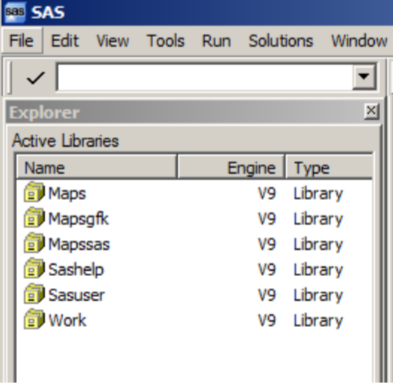 sas SAS
File Edit View Tools Run Solutions Window
Explorer
Active Libraries
Name Engine Type
Maps V9 Library
Mapsgfk V9 Library
Mapssas V9 Library
Sashelp V9 Library
Sasuser V9 Library
Work V9 Library